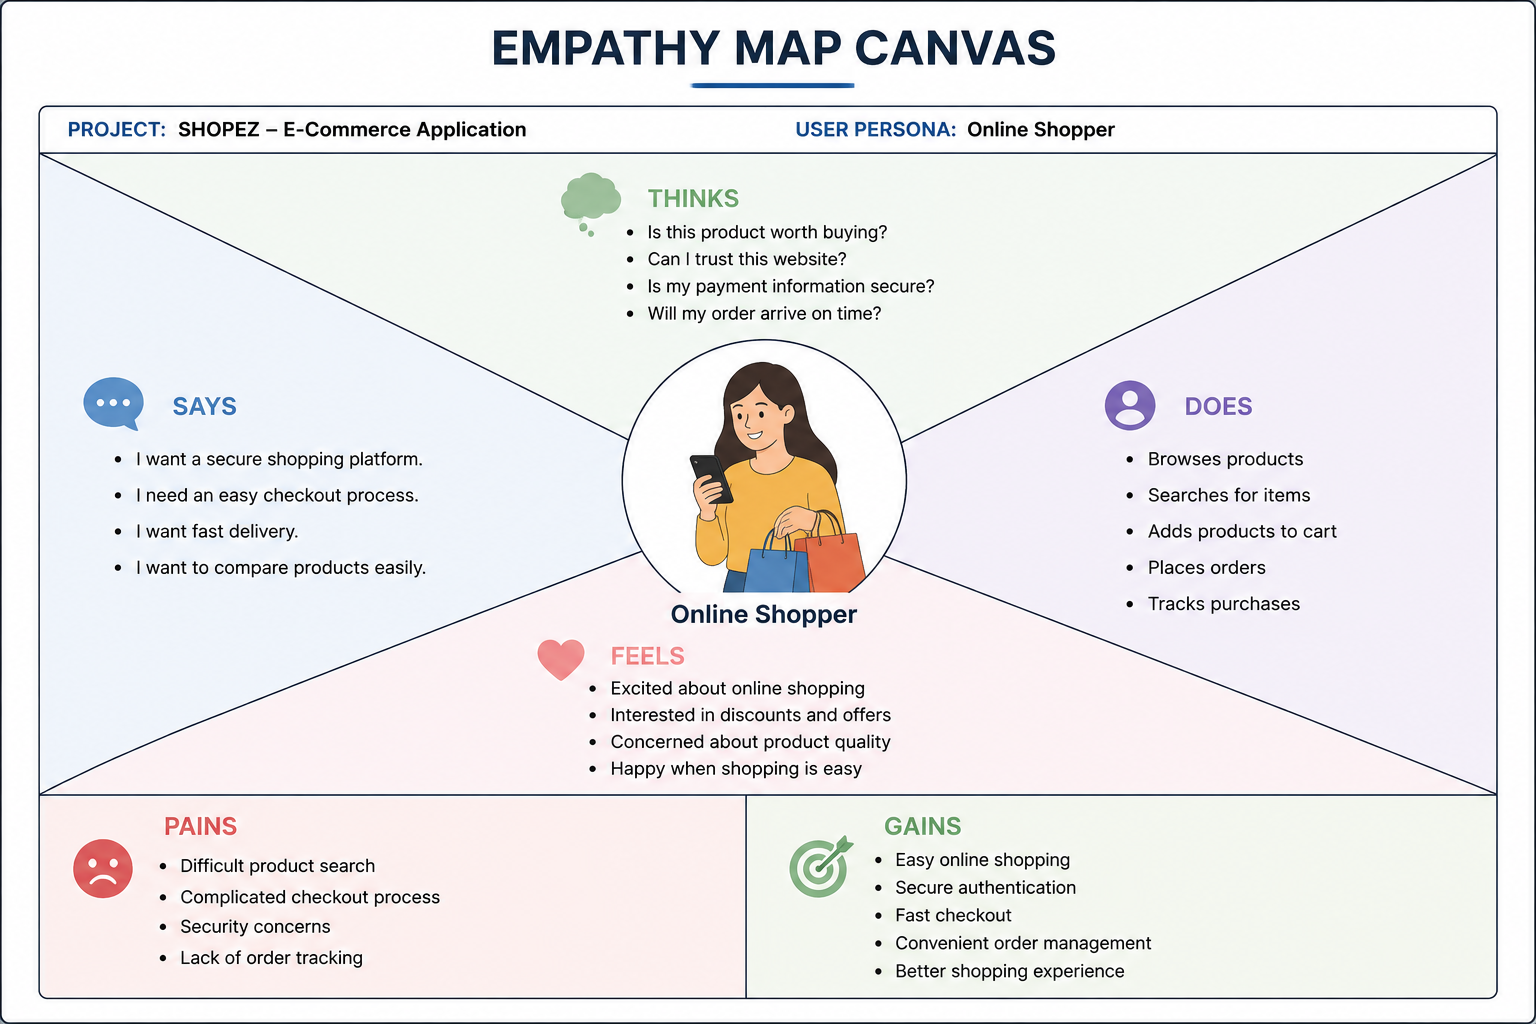 EMPATHY MAP CANVAS
PROJECT: SHOPEZ – E-Commerce Application
USER PERSONA: Online Shopper
THINKS
• Is this product worth buying?
• Can I trust this website?
• Is my payment information secure?
• Will my order arrive on time?
SAYS
• I want a secure shopping platform.
• I need an easy checkout process.
• I want fast delivery.
• I want to compare products easily.
DOES
• Browses products
• Searches for items
• Adds products to cart
• Places orders
• Tracks purchases
Online Shopper
FEELS
• Excited about online shopping
• Interested in discounts and offers
• Concerned about product quality
• Happy when shopping is easy
PAINS
• Difficult product search
• Complicated checkout process
• Security concerns
• Lack of order tracking
GAINS
• Easy online shopping
• Secure authentication
• Fast checkout
• Convenient order management
• Better shopping experience